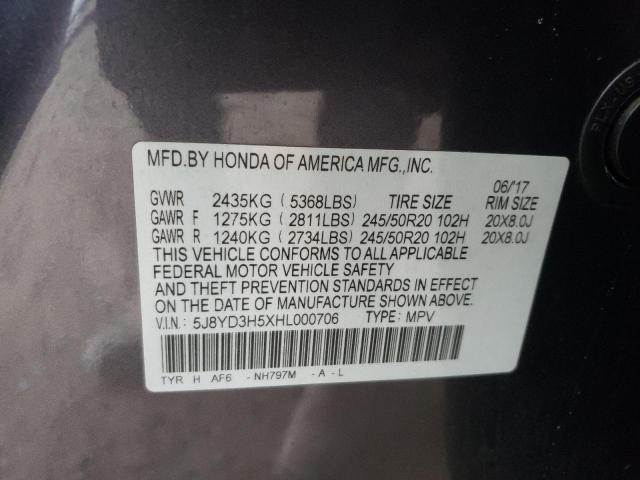 PLY-US
MFD.BY HONDA OF AMERICA MFG.,INC.
06/'17
GVWR 2435KG ( 5368LBS) TIRE SIZE RIM SIZE
GAWR F 1275KG ( 2811LBS) 245/50R20 102H 20X8.0J
GAWR R 1240KG ( 2734LBS) 245/50R20 102H 20X8.0J
THIS VEHICLE CONFORMS TO ALL APPLICABLE
FEDERAL MOTOR VEHICLE SAFETY
AND THEFT PREVENTION STANDARDS IN EFFECT
ON THE DATE OF MANUFACTURE SHOWN ABOVE.
V.I.N.: 5J8YD3H5XHL000706 TYPE: MPV
TYR H AF6 -NH797M -A-L